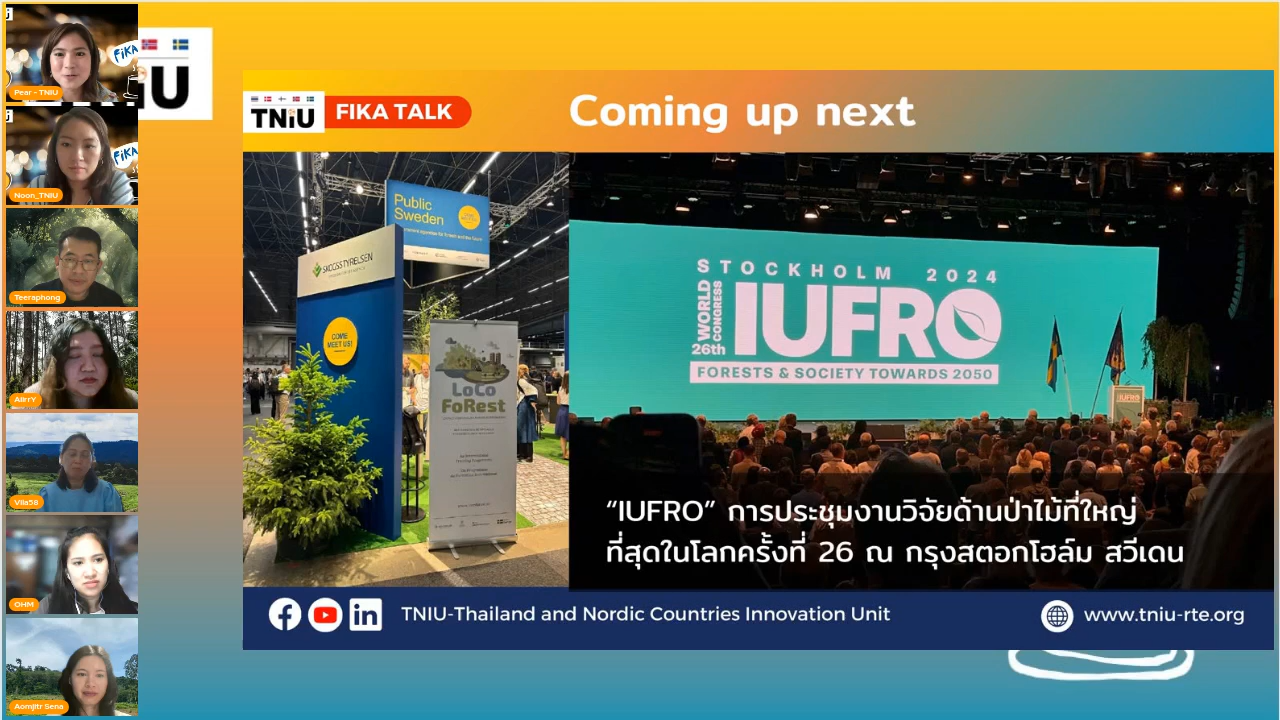 Pear - TNIU
FiKA
Noon_TNIU
FiKA
Teeraphong
AlirrY
Vila58
OHM
Aomjitr Sena
TNiU
FIKA TALK
Coming up next
Public
Sweden
SKOGSSTYRELSEN
COME
MEET US!
LoCo
FoRest
STOCKHOLM 2024
26th WORLD CONGRESS
IUFRO
FORESTS & SOCIETY TOWARDS 2050
IUFRO
“IUFRO” การประชุมงานวิจัยด้านป่าไม้ที่ใหญ่
ที่สุดในโลกครั้งที่ 26 ณ กรุงสตอกโฮล์ม สวีเดน
TNIU-Thailand and Nordic Countries Innovation Unit
www.tniu-rte.org